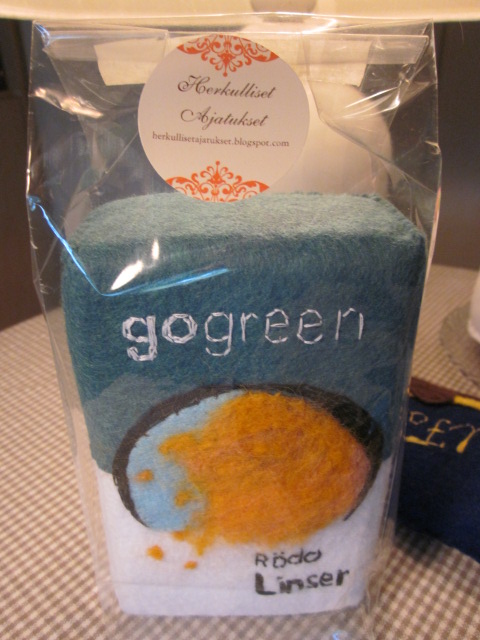 Herkulliset
Ajatukset
herkullisetajatukset.blogspot.com
gogreen
Röda
Linser